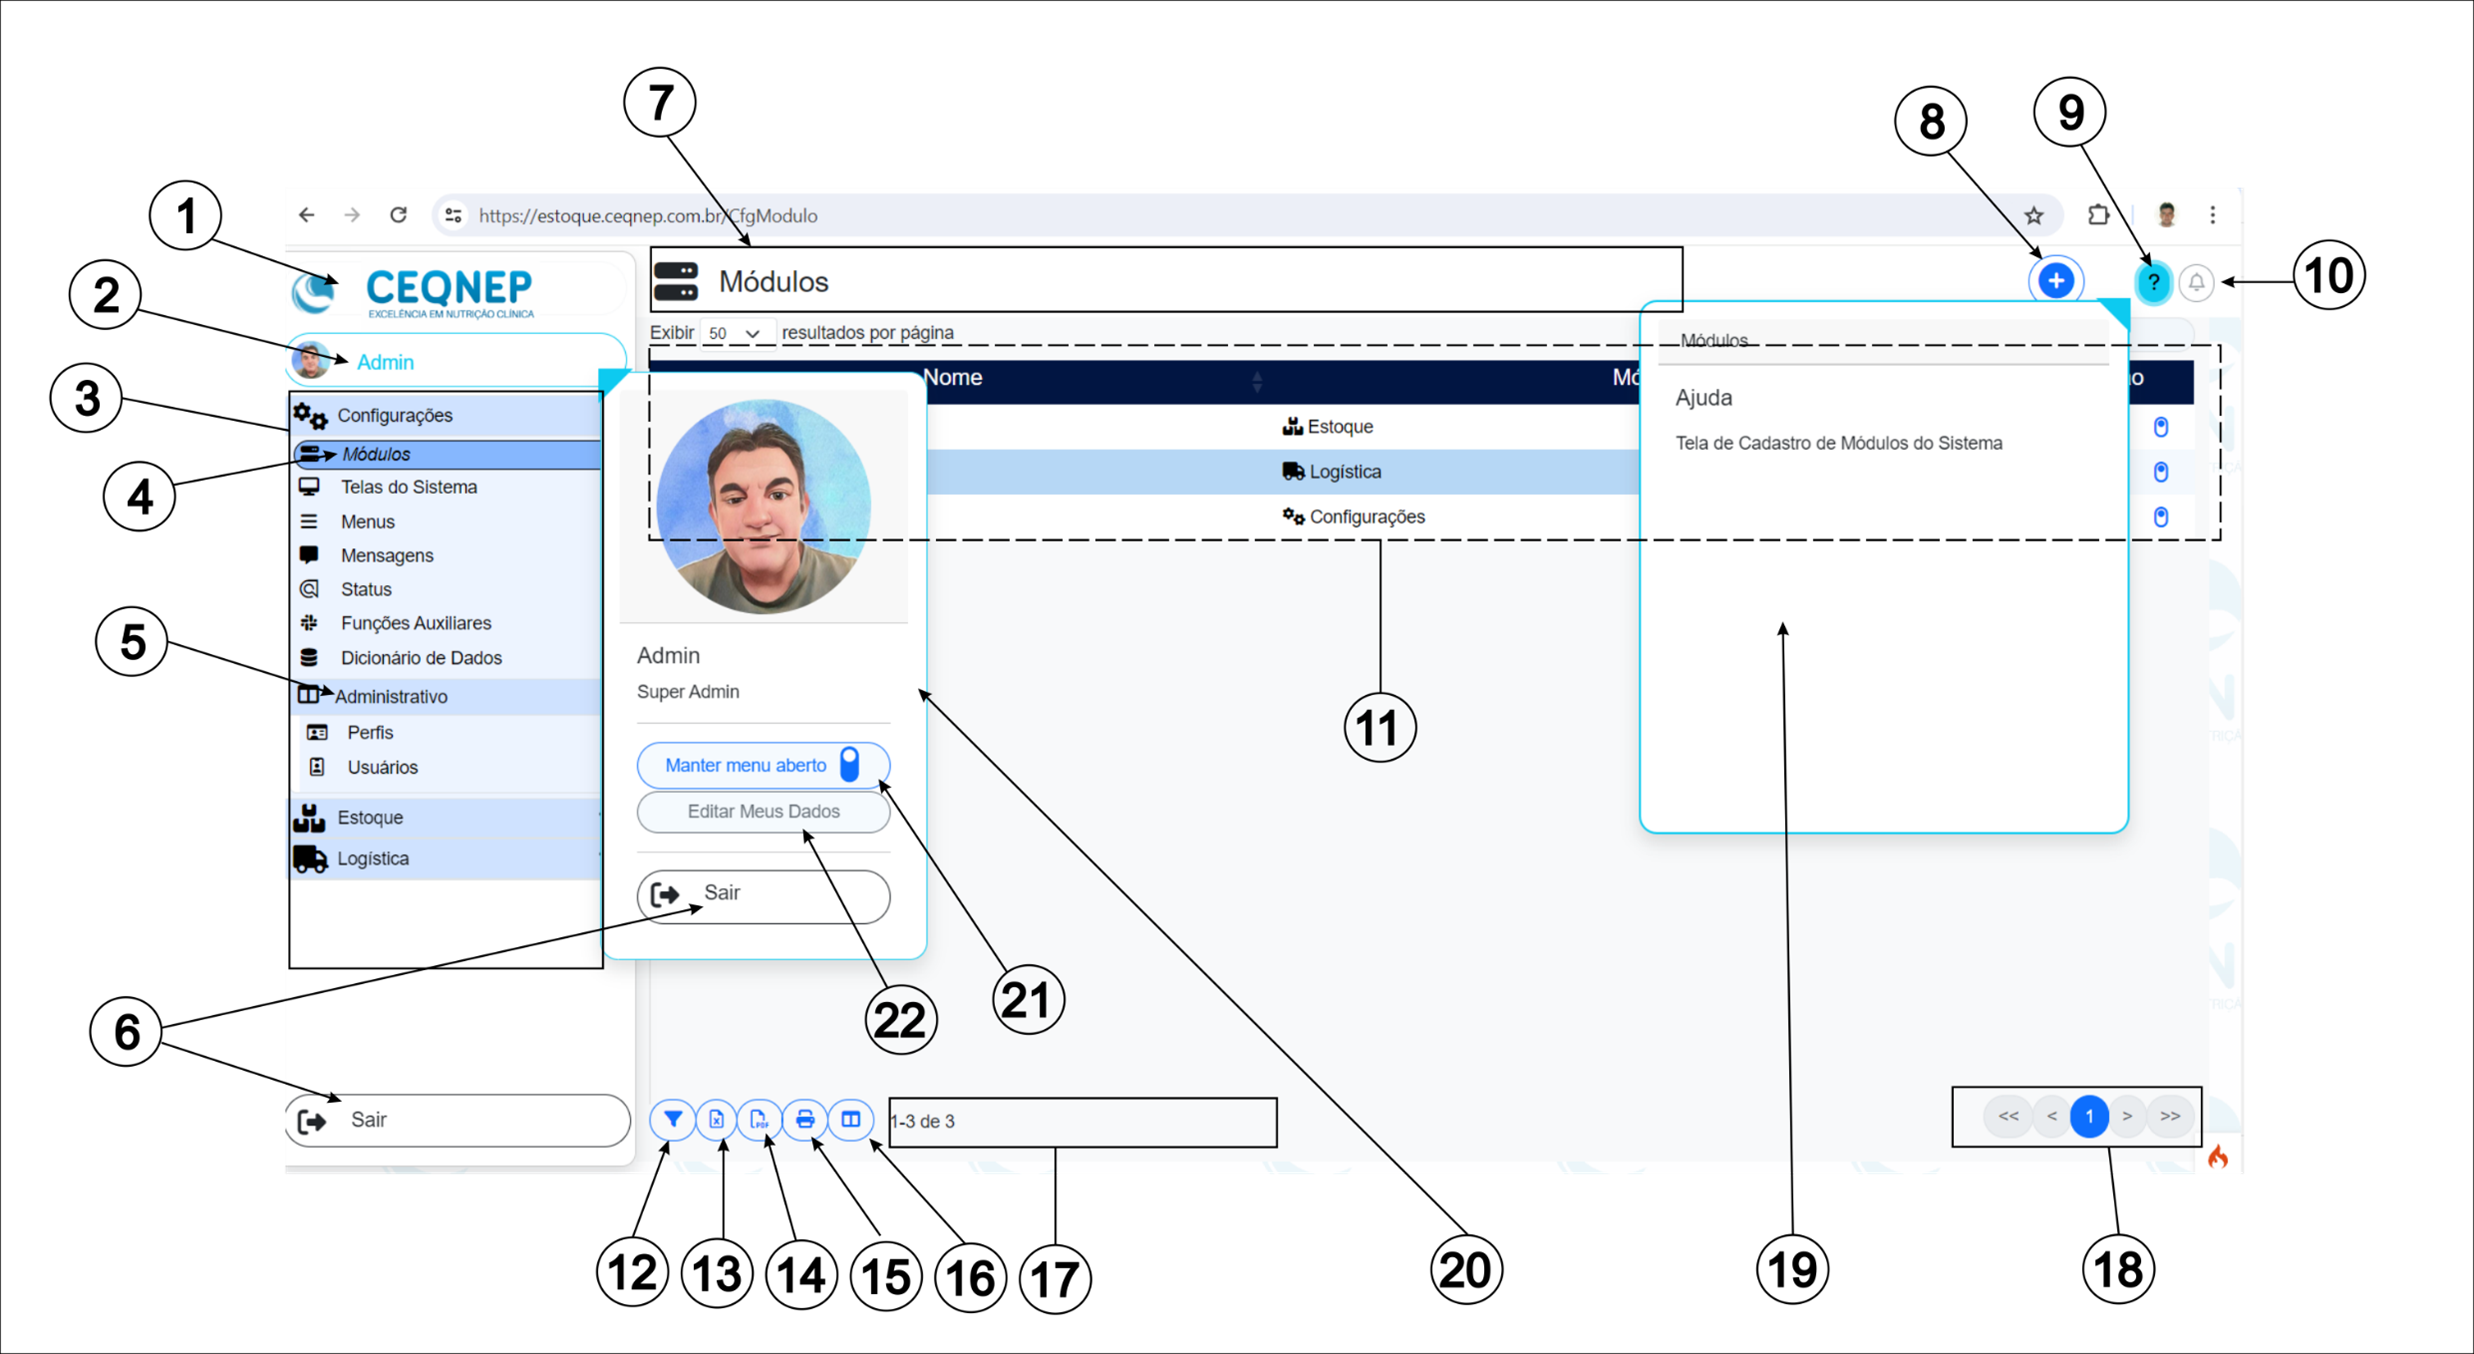 7
8
9
1
https://estoque.ceqnep.com.br/CfgModulo
10
CEQNEP
EXCELÊNCIA EM NUTRIÇÃO CLÍNICA
Módulos
+
?
2
Exibir 50 resultados por página
Módulos
Admin
3
Nome
Mó
o
Ajuda
Configurações
Estoque
Tela de Cadastro de Módulos do Sistema
4
Módulos
Logística
Telas do Sistema
Configurações
Menus
Mensagens
Status
5
Funções Auxiliares
Dicionário de Dados
Admin
Administrativo
Super Admin
11
Perfis
Usuários
Manter menu aberto
Estoque
Editar Meus Dados
Logística
Sair
6
22
21
Sair
PDF
1-3 de 3
<< < 1 > >>
12
13
14
15
16
17
20
19
18